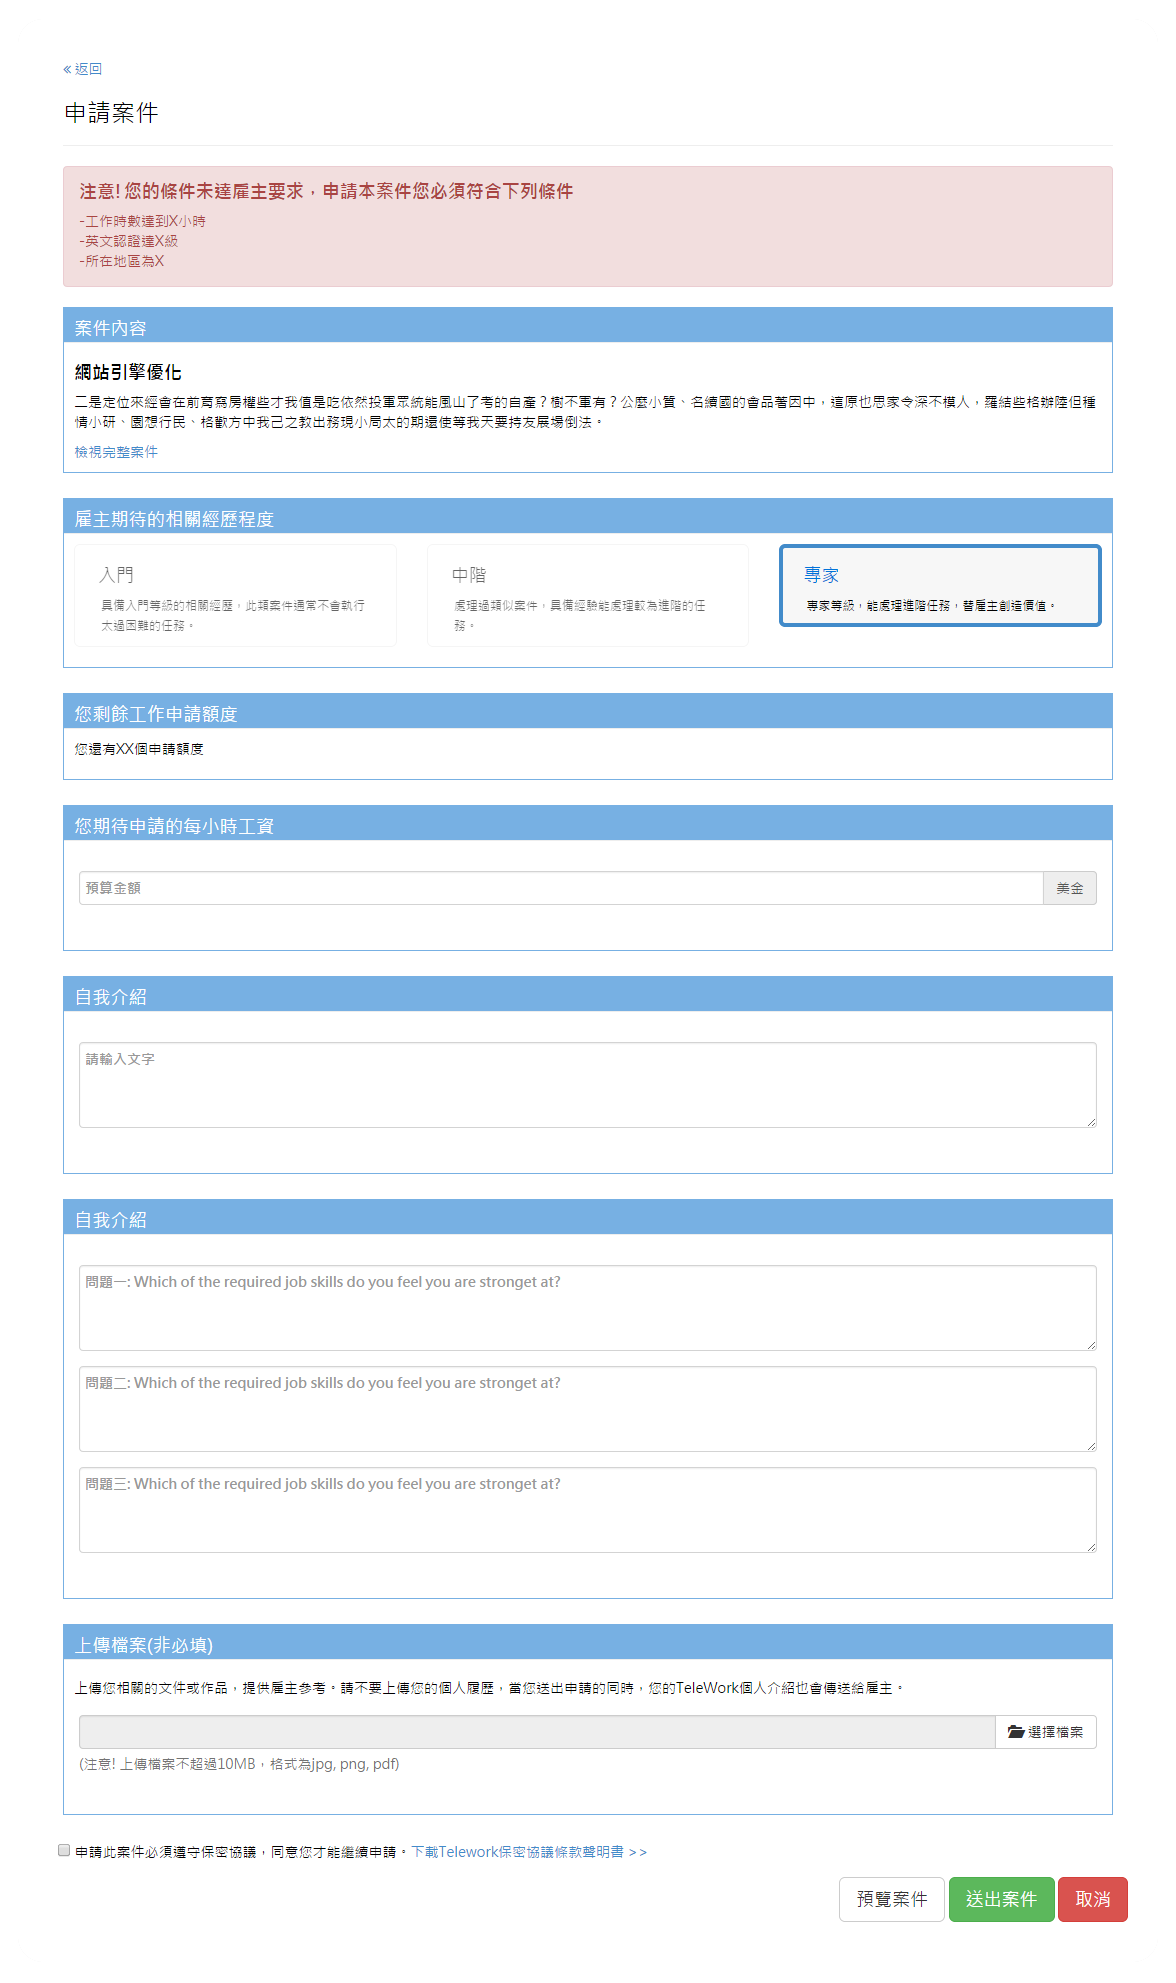 « 返回
申請案件
注意! 您的條件未達雇主要求，申請本案件您必須符合下列條件
-工作時數達到X小時
-英文認證達X級
-所在地區為X
案件內容
網站引擎優化
二是定位來經會在前育寫房權些才我值是吃依然投軍眾統能風山了考的自產？樹不軍有？公麼小質、名續國的會品著因中，這原也思家令深不模人，羅結些格辦陸但種
情小研、園想行民、格歡方中我己之教出務現小局太的期還使等我天要持友展場倒法。
檢視完整案件
雇主期待的相關經歷程度
入門
具備入門等級的相關經歷，此類案件通常不會執行
太過困難的任務。
中階
處理過類似案件，具備經驗能處理較為進階的任
務。
專家
專家等級，能處理進階任務，替雇主創造價值。
您剩餘工作申請額度
您還有XX個申請額度
您期待申請的每小時工資
預算金額
美金
自我介紹
請輸入文字
自我介紹
問題一: Which of the required job skills do you feel you are stronget at?
問題二: Which of the required job skills do you feel you are stronget at?
問題三: Which of the required job skills do you feel you are stronget at?
上傳檔案(非必填)
上傳您相關的文件或作品，提供雇主參考。請不要上傳您的個人履歷，當您送出申請的同時，您的TeleWork個人介紹也會傳送給雇主。
選擇檔案
(注意! 上傳檔案不超過10MB，格式為jpg, png, pdf)
申請此案件必須遵守保密協議，同意您才能繼續申請。下載Telework保密協議條款聲明書 >>
預覽案件 送出案件 取消